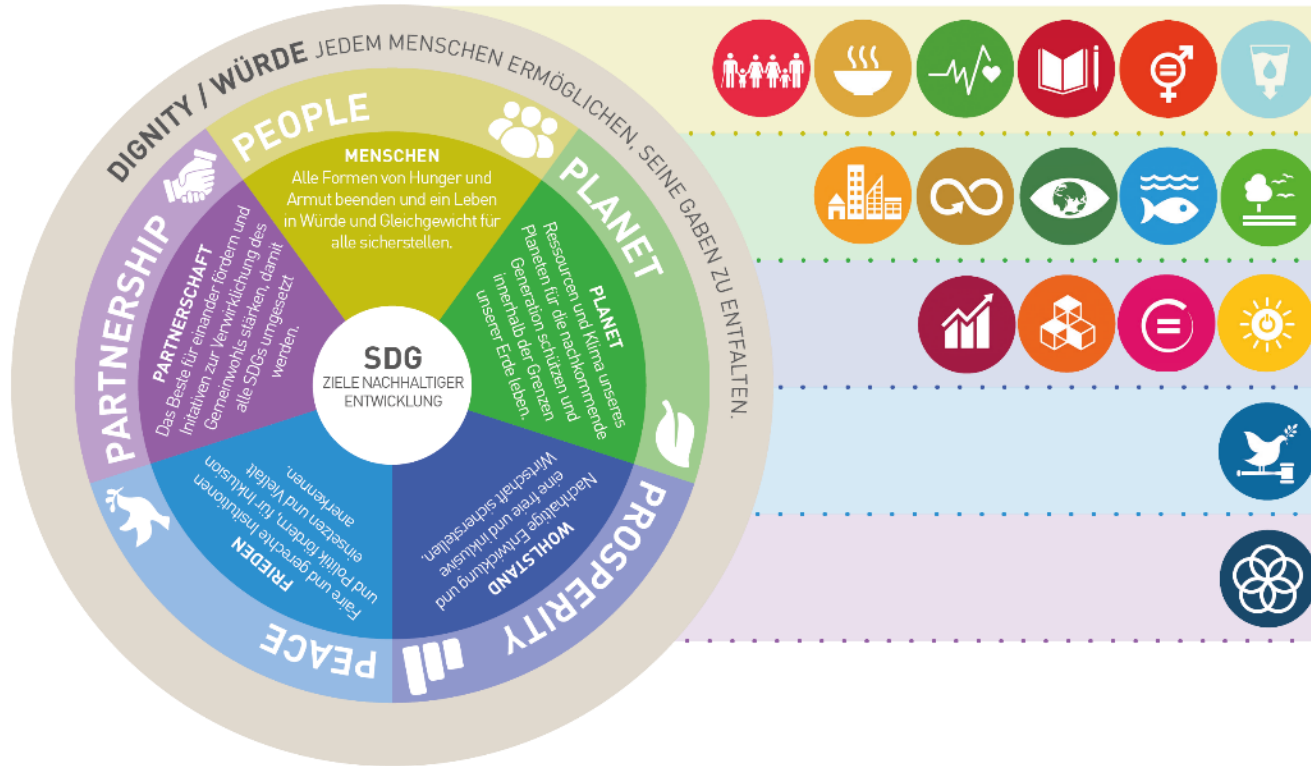 DIGNITY / WÜRDE JEDEM MENSCHEN ERMÖGLICHEN, SEINE GABEN ZU ENTFALTEN.
PEOPLE
MENSCHEN
Alle Formen von Hunger und
Armut beenden und ein Leben
in Würde und Gleichgewicht für
alle sicherstellen.
PLANET
PLANET
Ressourcen und Klima unseres
Planeten für die nachkommende
Generation schützen und
innerhalb der Grenzen
unserer Erde leben.
PROSPERITY
WOHLSTAND
Nachhaltige Entwicklung und
eine freie und inklusive
Wirtschaft sicherstellen.
PEACE
FRIEDEN
Faire und gerechte Insitutionen
und Politik fördern, für Inklusion
einsetzen und Vielfalt
anerkennen.
PARTNERSHIP
PARTNERSCHAFT
Das Beste für einander fördern und
Initativen zur Verwirklichung des
Gemeinwohls stärken, damit
alle SDGs umgesetzt
werden.
SDG
ZIELE NACHHALTIGER
ENTWICKLUNG